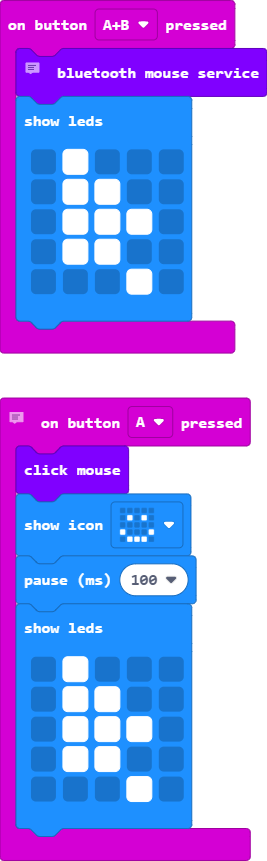 on button A+B pressed
bluetooth mouse service
show leds
on button A pressed
click mouse
show icon
pause (ms) 100
show leds